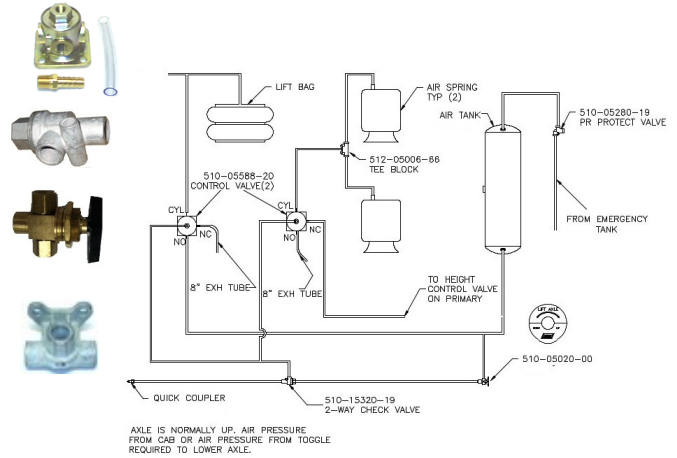 LIFT BAG
AIR SPRING
TYP (2)
AIR TANK
510-05280-19
PR PROTECT VALVE
512-05006-66
TEE BLOCK
510-05588-20
CONTROL VALVE(2)
CYL
NC
NO
CYL
NC
NO
FROM EMERGENCY
TANK
8" EXH TUBE
8" EXH TUBE
TO HEIGHT
CONTROL VALVE
ON PRIMARY
LIFT AXLE
UP
510-05020-00
QUICK COUPLER
510-15320-19
2-WAY CHECK VALVE
AXLE IS NORMALLY UP. AIR PRESSURE
FROM CAB OR AIR PRESSURE FROM TOGGLE
REQUIRED TO LOWER AXLE.